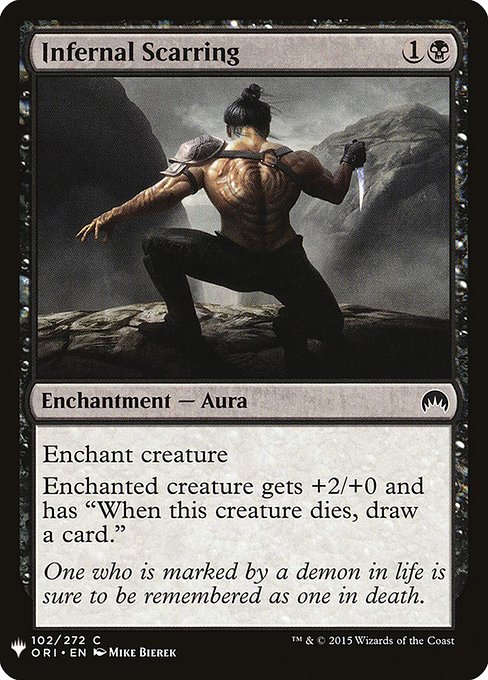 Infernal Scarring 1
Enchantment — Aura
Enchant creature
Enchanted creature gets +2/+0 and
has “When this creature dies, draw
a card.”
One who is marked by a demon in life is
sure to be remembered as one in death.
102/272 C
ORI • EN Mike Bierek
™ & © 2015 Wizards of the Coast